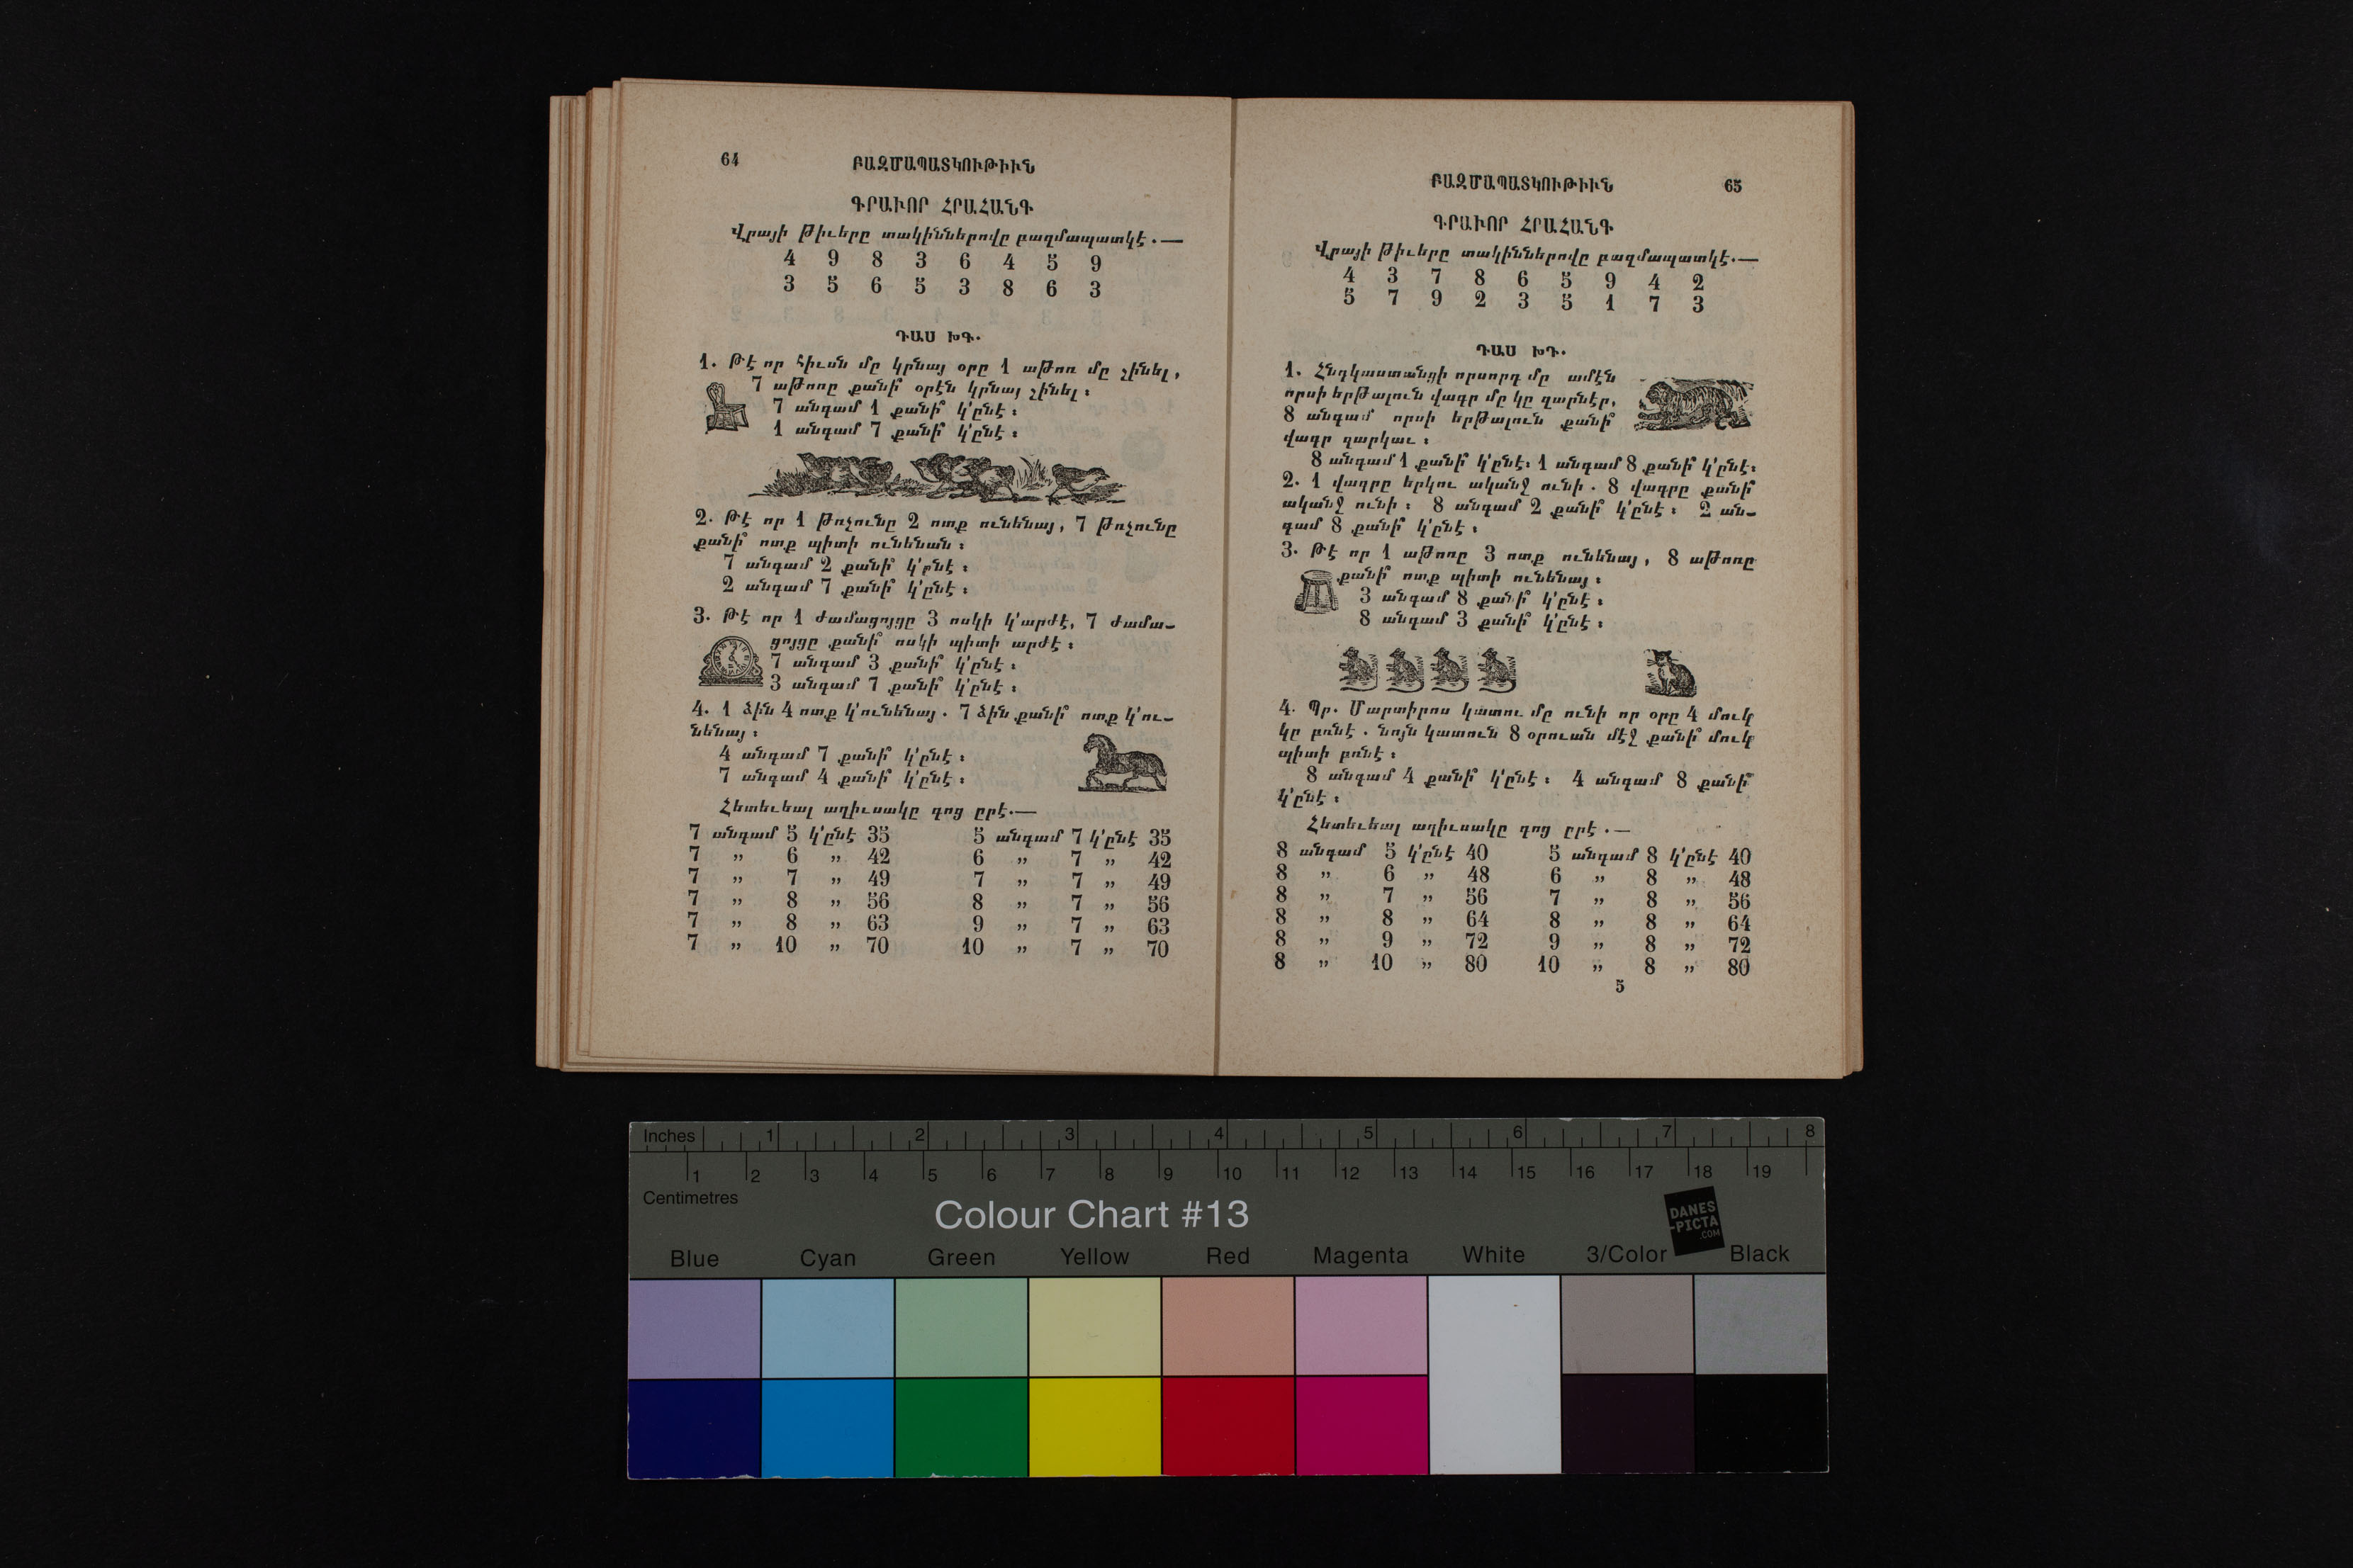 64 ԲԱԶՄԱՊԱՏԿՈՒԹԻՒՆ
ԳՐԱՒՈՐ ՀՐԱՀԱՆԳ
Վրայի թիւերը տակիններովը բազմապատկէ.—
4 9 8 3 6 4 5 9
3 5 6 5 3 8 6 3
ԴԱՍ ԽԳ.
1. Թէ որ հիւսն մը կրնայ օրը 1 աթոռ մը շինել,
7 աթոռը քանի՞ օրէն կրնայ շինել։
7 անգամ 1 քանի՞ կ՚ընէ։
1 անգամ 7 քանի՞ կ՚ընէ։
2. Թէ որ 1 թռչունը 2 ոտք ունենայ, 7 թռչունը
քանի՞ ոտք պիտի ունենան։
7 անգամ 2 քանի՞ կ՚ընէ։
2 անգամ 7 քանի՞ կ՚ընէ։
3. Թէ որ 1 ժամացոյցը 3 ոսկի կ՚արժէ, 7 ժամա-
ցոյցը քանի՞ ոսկի պիտի արժէ։
7 անգամ 3 քանի՞ կ՚ընէ։
3 անգամ 7 քանի՞ կ՚ընէ։
4. 1 ձին 4 ոտք կ՚ունենայ. 7 ձին քանի՞ ոտք կ՚ու-
նենայ։
4 անգամ 7 քանի՞ կ՚ընէ։
7 անգամ 4 քանի՞ կ՚ընէ։
Հետեւեալ աղիւսակը գոց ըրէ.—
7 անգամ 5 կ՚ընէ 35 5 անգամ 7 կ՚ընէ 35
7 „ 6 „ 42 6 „ 7 „ 42
7 „ 7 „ 49 7 „ 7 „ 49
7 „ 8 „ 56 8 „ 7 „ 56
7 „ 8 „ 63 9 „ 7 „ 63
7 „ 10 „ 70 10 „ 7 „ 70
ԲԱԶՄԱՊԱՏԿՈՒԹԻՒՆ 65
ԳՐԱՒՈՐ ՀՐԱՀԱՆԳ
Վրայի թիւերը տակիններովը բազմապատկէ.—
4 3 7 8 6 5 9 4 2
5 7 9 2 3 5 1 7 3
ԴԱՍ ԽԴ.
1. Հնդկաստանցի որսորդ մը ամէն
որսի երթալուն վագր մը կը զարնէր,
8 անգամ որսի երթալուն քանի՞
վագր զարկաւ։
8 անգամ 1 քանի՞ կ՚ընէ։ 1 անգամ 8 քանի՞ կ՚ընէ։
2. 1 վագրը երկու ականջ ունի. 8 վագրը քանի՞
ականջ ունի։ 8 անգամ 2 քանի՞ կ՚ընէ։ 2 ան-
գամ 8 քանի՞ կ՚ընէ։
3. Թէ որ 1 աթոռը 3 ոտք ունենայ, 8 աթոռը
քանի՞ ոտք պիտի ունենայ։
3 անգամ 8 քանի՞ կ՚ընէ։
8 անգամ 3 քանի՞ կ՚ընէ։
4. Պր. Մարտիրոս կատու մը ունի որ օրը 4 մուկ
կը բռնէ. նոյն կատուն 8 օրուան մէջ քանի՞ մուկ
պիտի բռնէ։
8 անգամ 4 քանի՞ կ՚ընէ։ 4 անգամ 8 քանի՞
կ՚ընէ։
Հետեւեալ աղիւսակը գոց ըրէ.—
8 անգամ 5 կ՚ընէ 40 5 անգամ 8 կ՚ընէ 40
8 „ 6 „ 48 6 „ 8 „ 48
8 „ 7 „ 56 7 „ 8 „ 56
8 „ 8 „ 64 8 „ 8 „ 64
8 „ 9 „ 72 9 „ 8 „ 72
8 „ 10 „ 80 10 „ 8 „ 80
5
Inches 1 2 3 4 5 6 7 8
1 2 3 4 5 6 7 8 9 10 11 12 13 14 15 16 17 18 19
Centimetres
Colour Chart #13
DANES
-PICTA
.COM
Blue Cyan Green Yellow Red Magenta White 3/Color Black